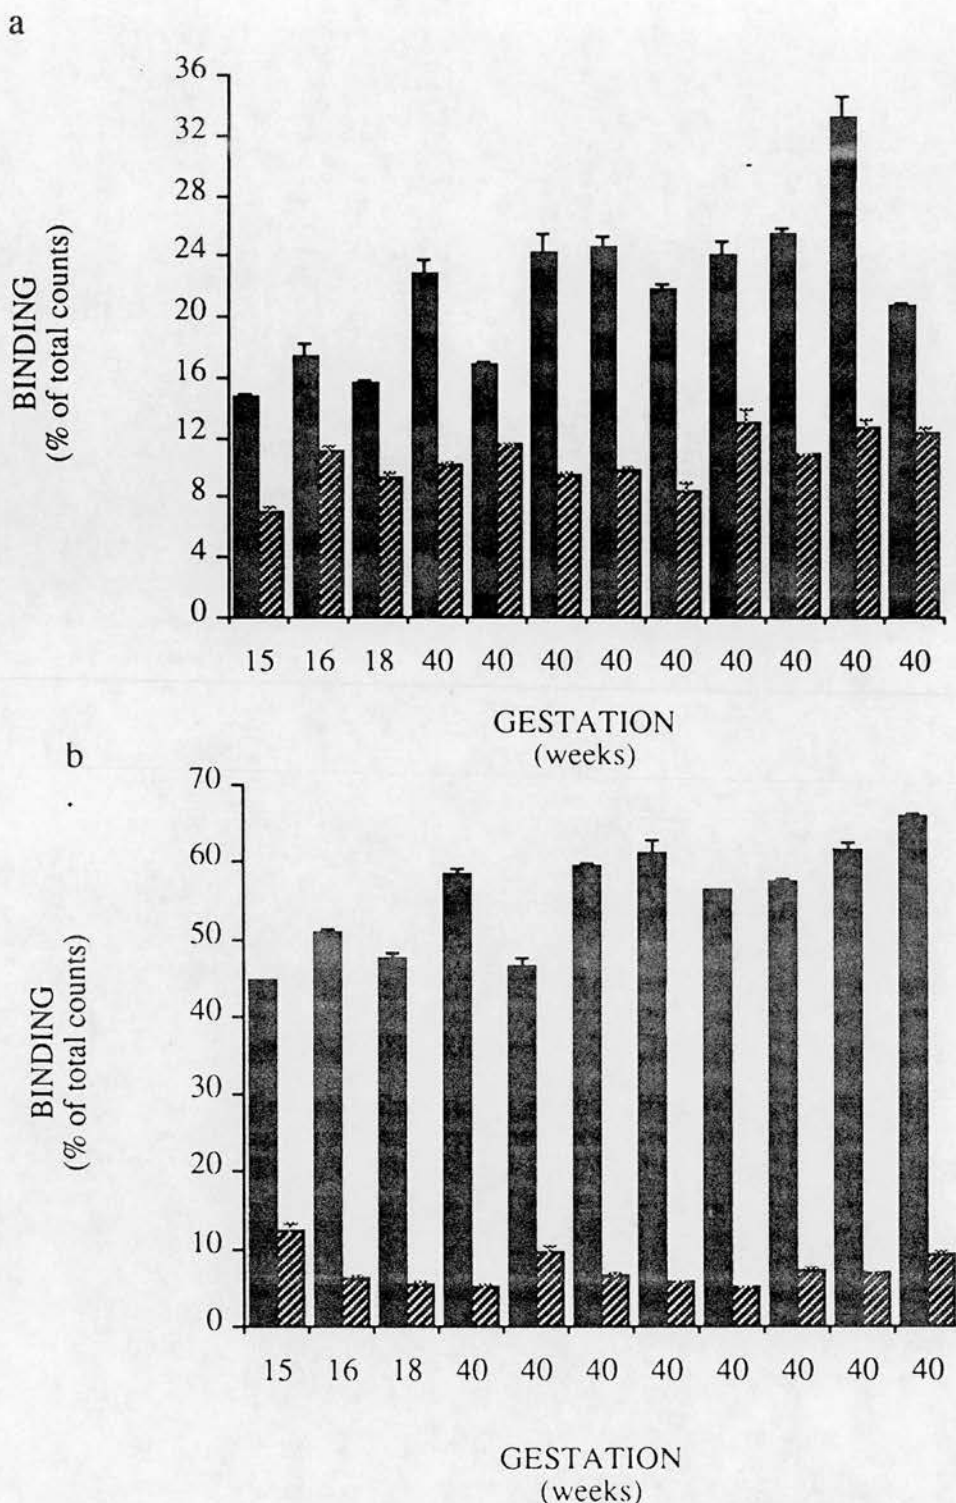 a
BINDING
(% of total counts)
36
32
28
24
20
16
12
8
4
0
15 16 18 40 40 40 40 40 40 40 40 40
GESTATION
(weeks)
b
BINDING
(% of total counts)
70
60
50
40
30
20
10
0
15 16 18 40 40 40 40 40 40 40
GESTATION
(weeks)